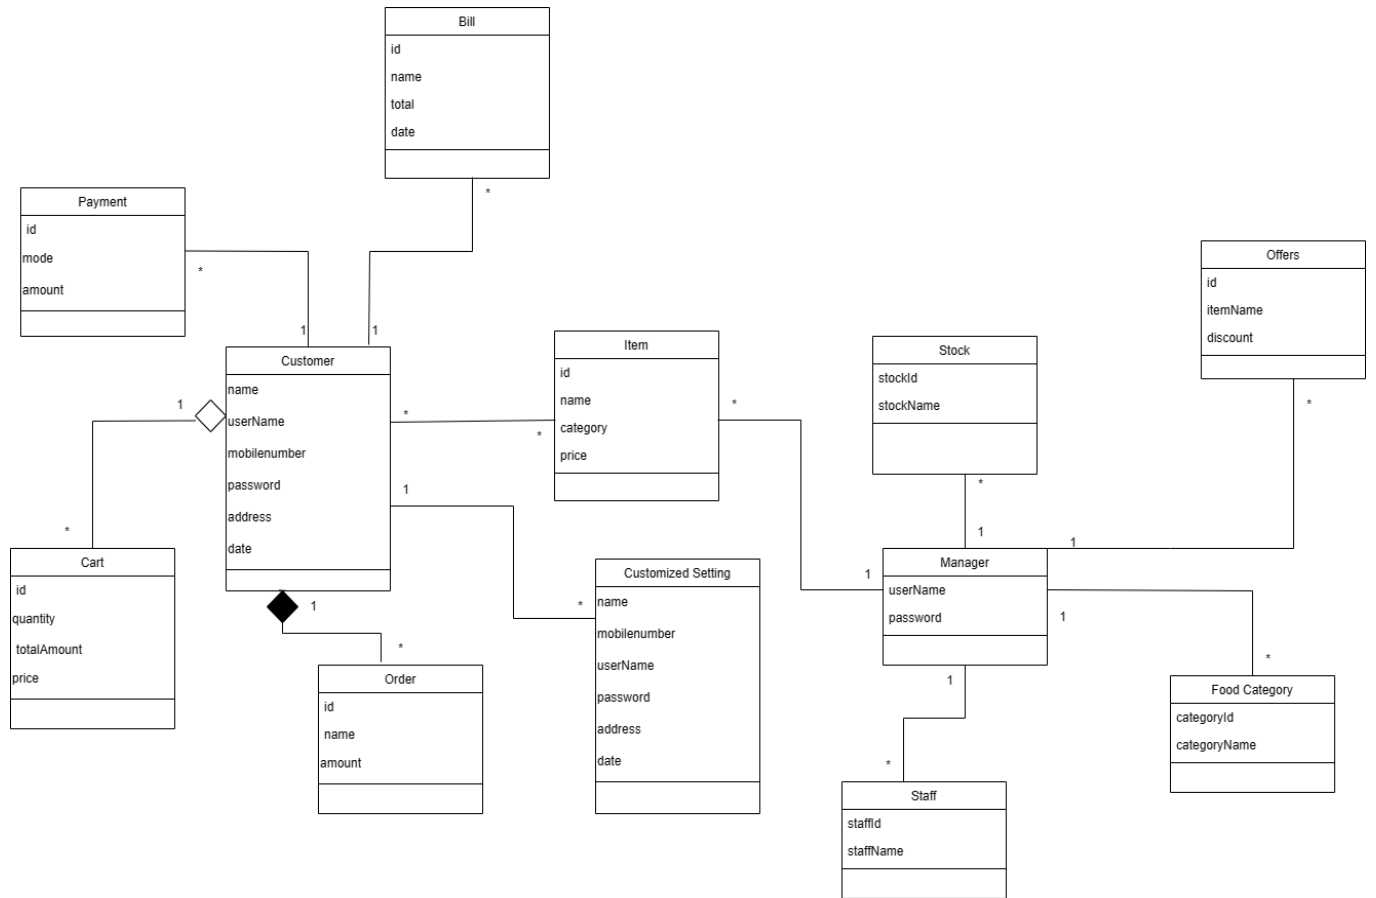 Bill
id
name
total
date
*
Payment
id
mode
amount
*
1
1
Customer
name
userName
mobilenumber
password
address
date
1
*
*
*
1
*
1
*
Item
id
name
category
price
*
1
Stock
stockId
stockName
*
1
Offers
id
itemName
discount
*
1
Cart
id
quantity
totalAmount
price
Order
id
name
amount
Customized Setting
name
mobilenumber
userName
password
address
date
Manager
userName
password
1
*
1
*
Food Category
categoryId
categoryName
Staff
staffId
staffName